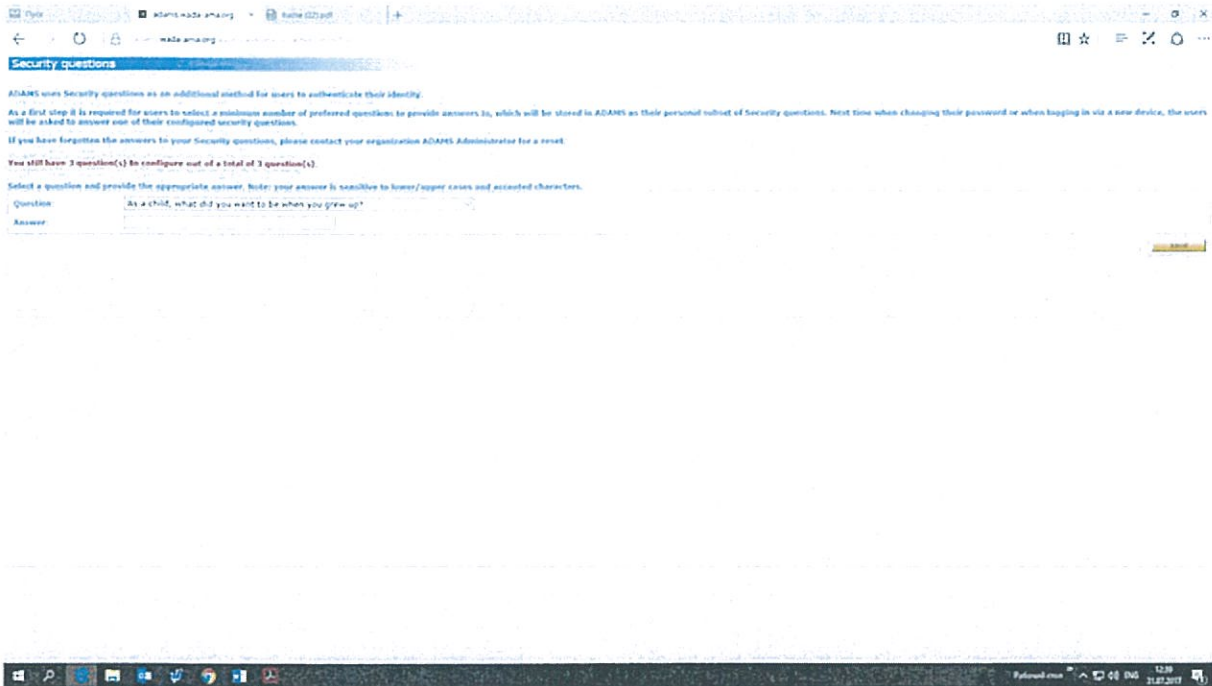 adams.wada-ama.org
wada-ama.org
Security questions
ADAMS uses Security questions as an additional method for users to authenticate their identity.
As a first step it is required for users to select a minimum number of preferred questions to provide answers to, which will be stored in ADAMS as their personal subset of Security questions. Next time when changing their password or when logging in via a new device, the users
will be asked to answer one of their configured security questions.
If you have forgotten the answers to your Security questions, please contact your organization ADAMS Administrator for a reset.
You still have 3 question(s) to configure out of a total of 3 question(s).
Select a question and provide the appropriate answer. Note: your answer is sensitive to lower/upper cases and accented characters.
Question: As a child, what did you want to be when you grew up?
Answer:
Рабочий стол ENG 12:39
21.07.2017